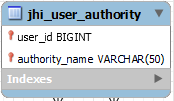 jhi_user_authority
user_id BIGINT
authority_name VARCHAR(50)
Indexes